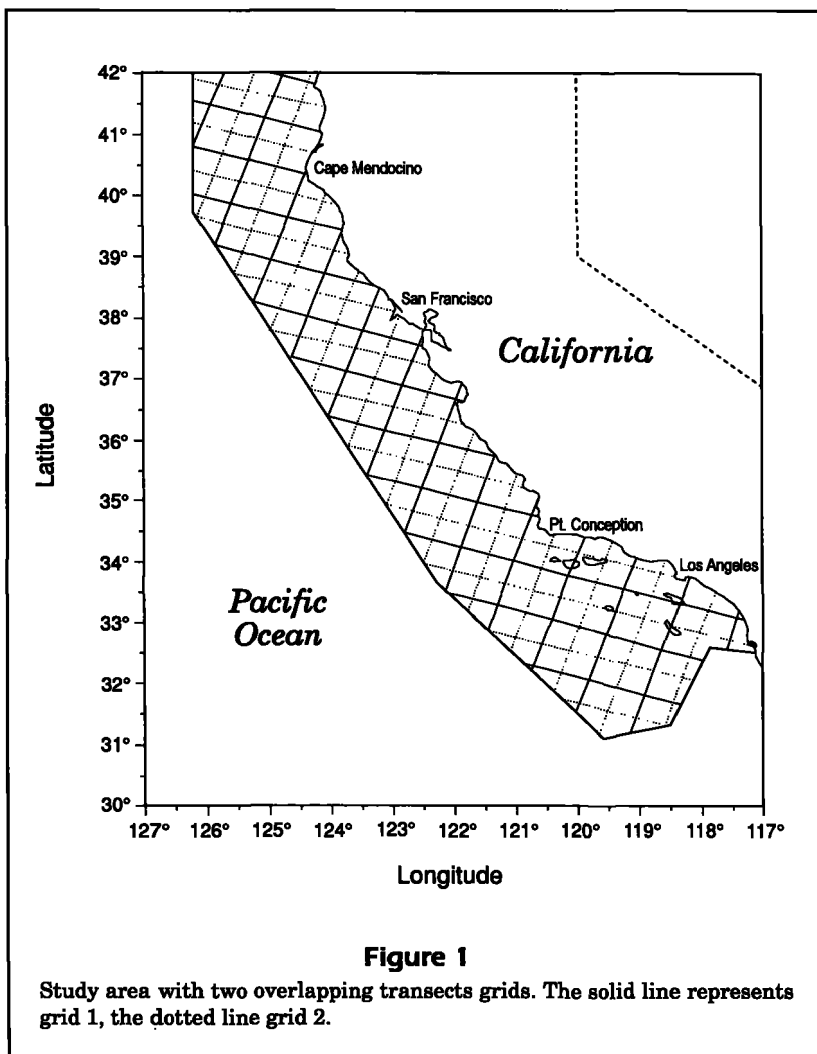 42°
41°
40°
39°
38°
37°
36°
35°
34°
33°
32°
31°
30°
Latitude
Cape Mendocino
San Francisco
California
Pt. Conception
Los Angeles
Pacific
Ocean
127° 126° 125° 124° 123° 122° 121° 120° 119° 118° 117°
Longitude
Figure 1
Study area with two overlapping transects grids. The solid line represents
grid 1, the dotted line grid 2.